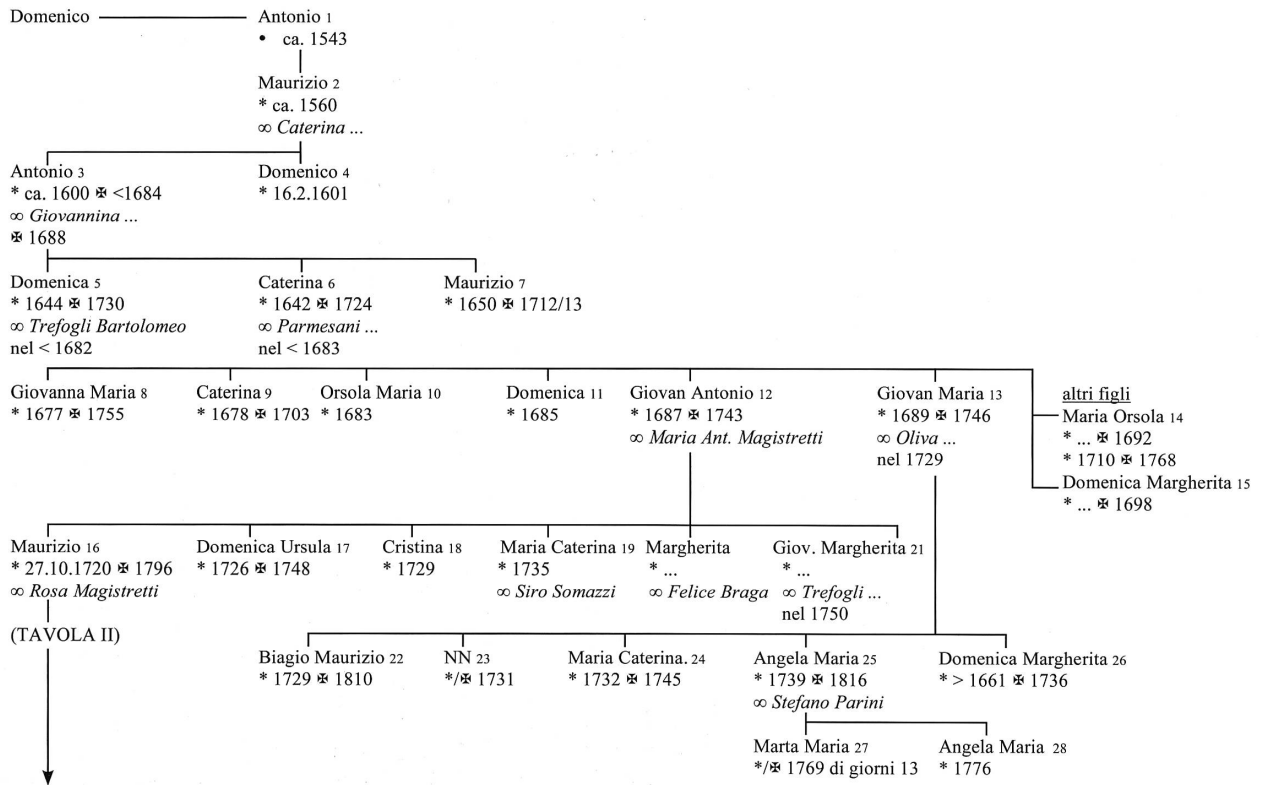 Domenico Antonio 1
• ca. 1543
Maurizio 2
* ca. 1560
∞ Caterina ...
Antonio 3
* ca. 1600 ✠ <1684
∞ Giovannina ...
✠ 1688
Domenico 4
* 16.2.1601
Domenica 5
* 1644 ✠ 1730
∞ Trefogli Bartolomeo
nel < 1682
Caterina 6
* 1642 ✠ 1724
∞ Parmesani ...
nel < 1683
Maurizio 7
* 1650 ✠ 1712/13
Giovanna Maria 8
* 1677 ✠ 1755
Caterina 9
* 1678 ✠ 1703
Orsola Maria 10
* 1683
Domenica 11
* 1685
Giovan Antonio 12
* 1687 ✠ 1743
∞ Maria Ant. Magistretti
Giovan Maria 13
* 1689 ✠ 1746
∞ Oliva ...
nel 1729
altri figli
Maria Orsola 14
* ... ✠ 1692
* 1710 ✠ 1768
Domenica Margherita 15
* ... ✠ 1698
Maurizio 16
* 27.10.1720 ✠ 1796
∞ Rosa Magistretti
(TAVOLA II)
Domenica Ursula 17
* 1726 ✠ 1748
Cristina 18
* 1729
Maria Caterina 19
* 1735
∞ Siro Somazzi
Margherita
* ...
∞ Felice Braga
Giov. Margherita 21
* ...
∞ Trefogli ...
nel 1750
Biagio Maurizio 22
* 1729 ✠ 1810
NN 23
*/✠ 1731
Maria Caterina. 24
* 1732 ✠ 1745
Angela Maria 25
* 1739 ✠ 1816
∞ Stefano Parini
Domenica Margherita 26
* > 1661 ✠ 1736
Marta Maria 27
*/✠ 1769 di giorni 13
Angela Maria 28
* 1776